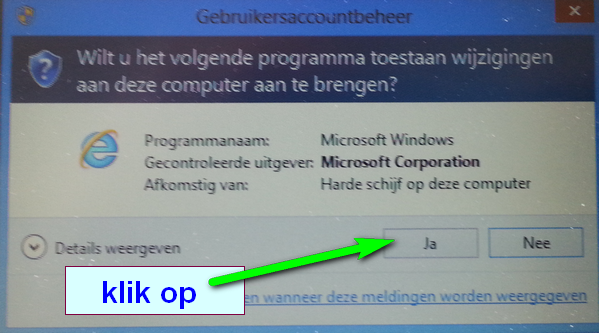 Gebruikersaccountbeheer
Wilt u het volgende programma toestaan wijzigingen
aan deze computer aan te brengen?
Programmanaam: Microsoft Windows
Gecontroleerde uitgever: Microsoft Corporation
Afkomstig van: Harde schijf op deze computer
Details weergeven
Ja
Nee
klik op
en wanneer deze meldingen worden weergegeven